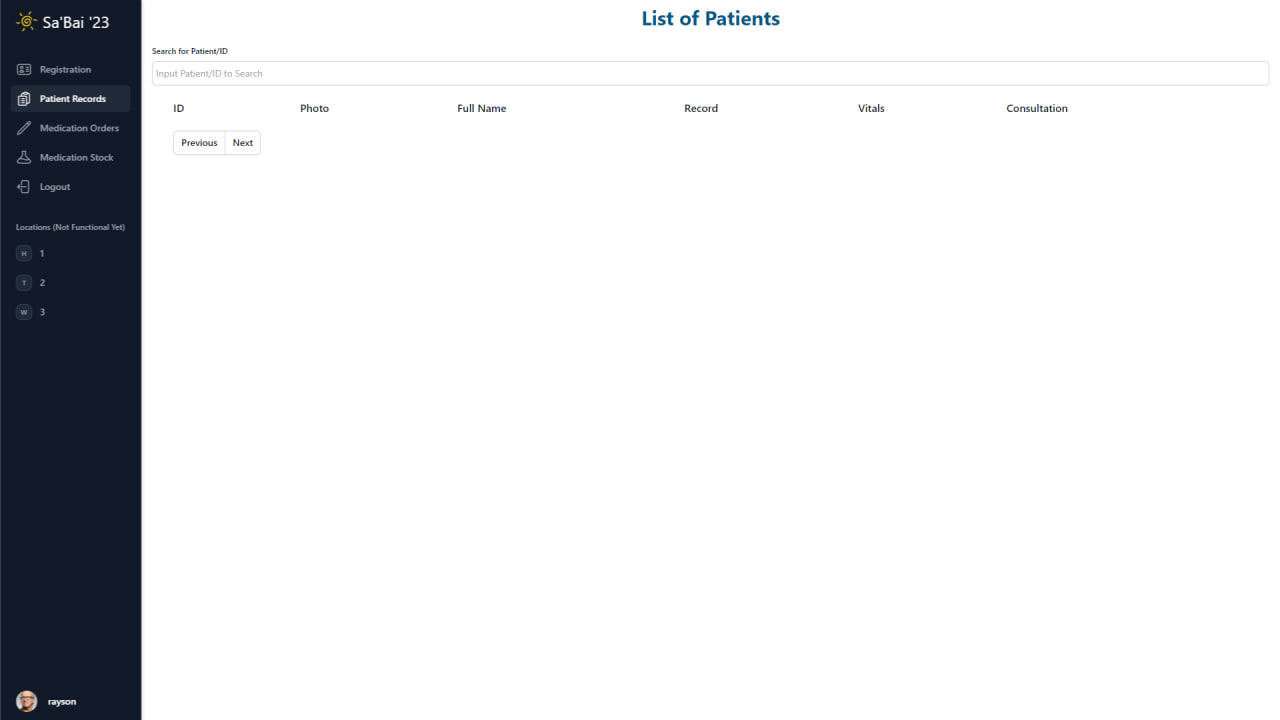 Sa'Bai '23
Registration
Patient Records
Medication Orders
Medication Stock
Logout
Locations (Not Functional Yet)
H 1
T 2
W 3
rayson
List of Patients
Search for Patient/ID
Input Patient/ID to Search
ID Photo Full Name Record Vitals Consultation
Previous Next